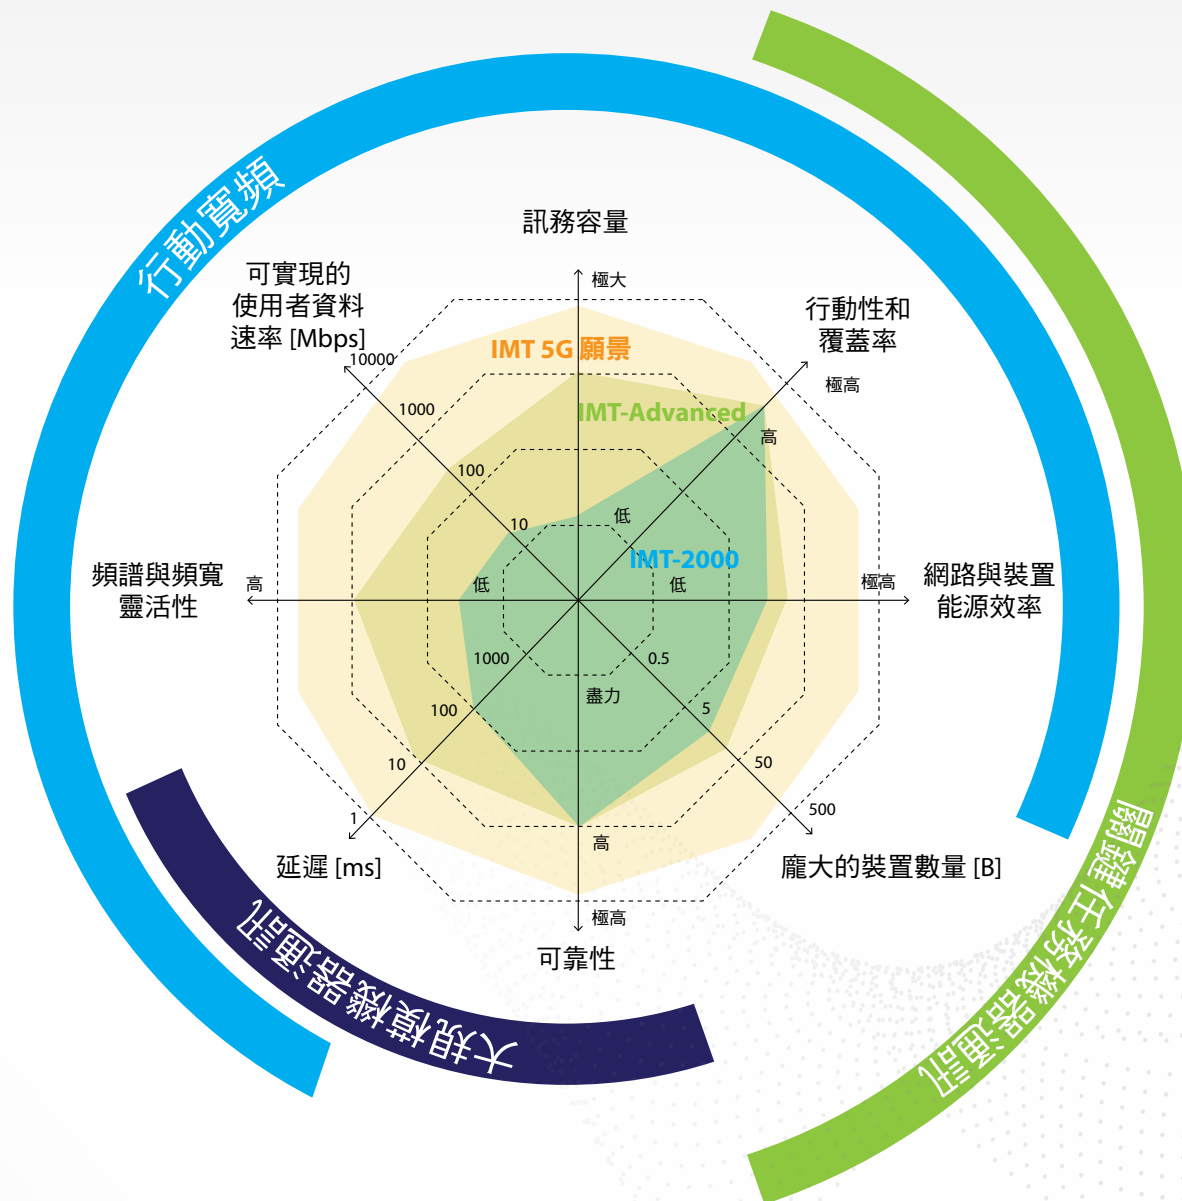 行動寬頻
訊務容量
極大
可實現的
使用者資料
速率 [Mbps]
10000
1000
100
10
行動性和
覆蓋率
極高
高
低
IMT 5G 願景
IMT-Advanced
IMT-2000
頻譜與頻寬
靈活性
高
低
網路與裝置
能源效率
極高
低
1000
100
10
1
延遲 [ms]
盡力
高
極高
可靠性
0.5
5
50
500
龐大的裝置數量 [B]
大規模機器通訊
關鍵任務機器通訊